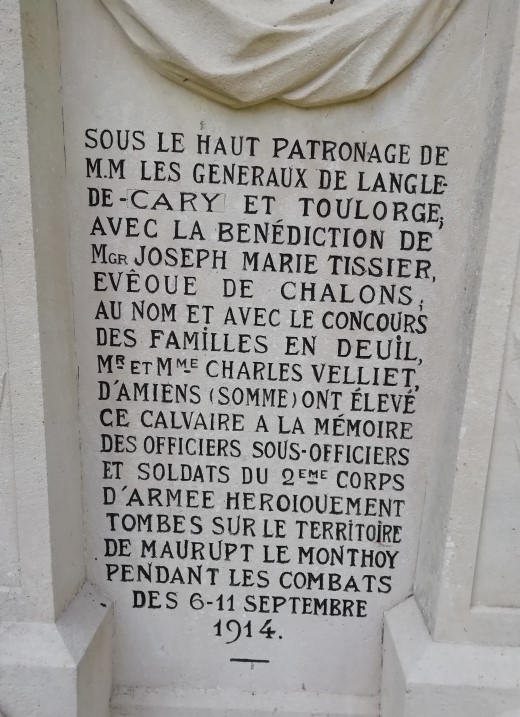 SOUS LE HAUT PATRONAGE DE
M.M LES GENERAUX DE LANGLE-
DE-CARY ET TOULORGE,
AVEC LA BENÉDICTION DE
MGR JOSEPH MARIE TISSIER,
EVÊOUE DE CHALONS,
AU NOM ET AVEC LE CONCOURS
DES FAMILLES EN DEUIL,
MR ET MME CHARLES VELLIET,
D'AMIENS (SOMME) ONT ÉLEVÉ
CE CALVAIRE A LA MÉMOIRE
DES OFFICIERS SOUS-OFFICIERS
ET SOLDATS DU 2EME CORPS
D'ARMEE HEROIOUEMENT
TOMBES SUR LE TERRITOIRE
DE MAURUPT LE MONTHOY
PENDANT LES COMBATS
DES 6-11 SEPTEMBRE
1914.